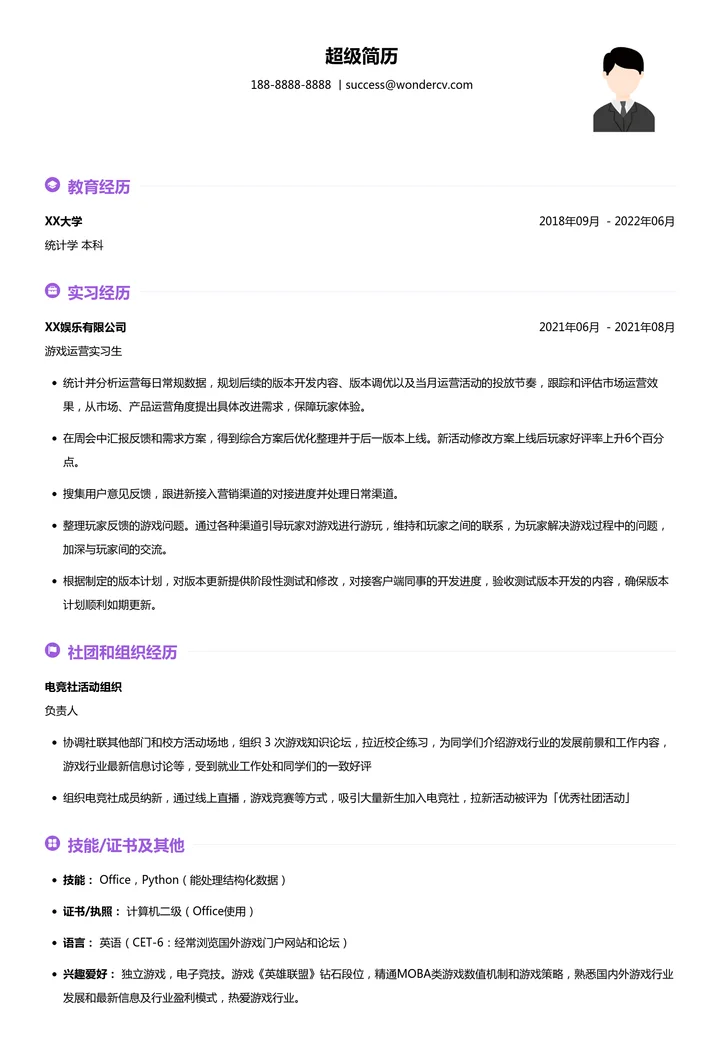 超级简历
188-8888-8888 | success@wondercv.com
教育经历
XX大学 2018年09月 - 2022年06月
统计学 本科
实习经历
XX娱乐有限公司 2021年06月 - 2021年08月
游戏运营实习生
• 统计并分析运营每日常规数据，规划后续的版本开发内容、版本调优以及当月运营活动的投放节奏，跟踪和评估市场运营效
果，从市场、产品运营角度提出具体改进需求，保障玩家体验。
• 在周会中汇报反馈和需求方案，得到综合方案后优化整理并于后一版本上线。新活动修改方案上线后玩家好评率上升6个百分
点。
• 搜集用户意见反馈，跟进新接入营销渠道的对接进度并处理日常渠道。
• 整理玩家反馈的游戏问题。通过各种渠道引导玩家对游戏进行游玩，维持和玩家之间的联系，为玩家解决游戏过程中的问题，
加深与玩家间的交流。
• 根据制定的版本计划，对版本更新提供阶段性测试和修改，对接客户端同事的开发进度，验收测试版本开发的内容，确保版本
计划顺利如期更新。
社团和组织经历
电竞社活动组织
负责人
• 协调社联其他部门和校方活动场地，组织 3 次游戏知识论坛，拉近校企练习，为同学们介绍游戏行业的发展前景和工作内容，
游戏行业最新信息讨论等，受到就业工作处和同学们的一致好评
• 组织电竞社成员纳新，通过线上直播，游戏竞赛等方式，吸引大量新生加入电竞社，拉新活动被评为「优秀社团活动」
技能/证书及其他
• 技能： Office，Python（能处理结构化数据）
• 证书/执照： 计算机二级（Office使用）
• 语言： 英语（CET-6：经常浏览国外游戏门户网站和论坛）
• 兴趣爱好： 独立游戏，电子竞技。游戏《英雄联盟》钻石段位，精通MOBA类游戏数值机制和游戏策略，熟悉国内外游戏行业
发展和最新信息及行业盈利模式，热爱游戏行业。